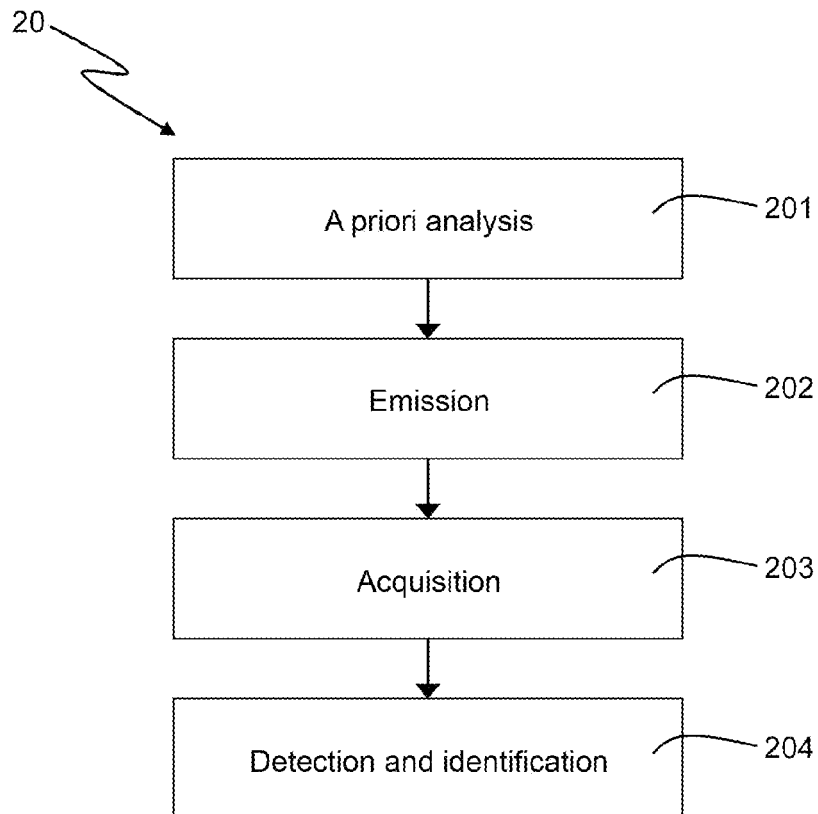 20
A priori analysis
201
Emission
202
Acquisition
203
Detection and identification
204